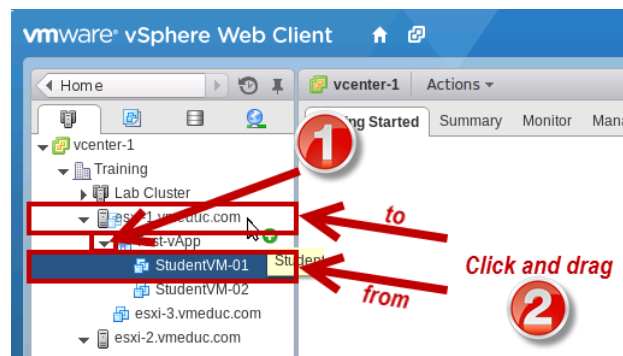 vmware® vSphere Web Client
Home
vcenter-1 Actions
Started Summary Monitor
vcenter-1
Training
Lab Cluster
1
to
StudentVM-01
Click and drag
StudentVM-02
from
esxi-3.vmeduc.com
2
esxi-2.vmeduc.com